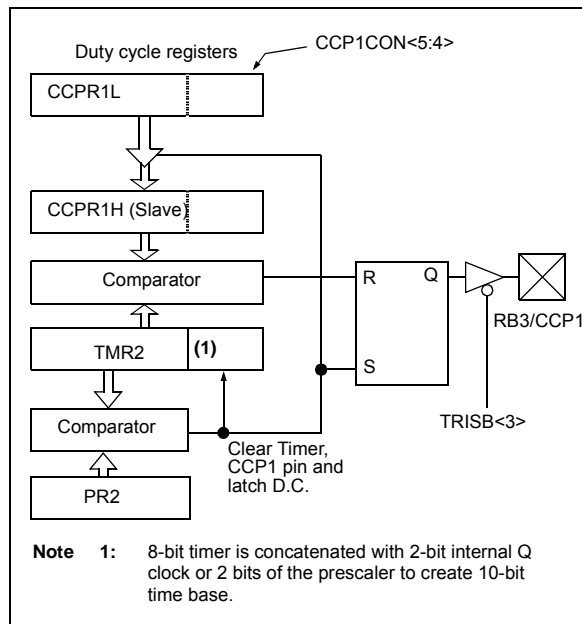 Duty cycle registers
CCP1CON<5:4>
CCPR1L
CCPR1H (Slave)
Comparator
R
Q
RB3/CCP1
TMR2
(1)
S
TRISB<3>
Comparator
Clear Timer,
CCP1 pin and
latch D.C.
PR2
Note 1: 8-bit timer is concatenated with 2-bit internal Q
clock or 2 bits of the prescaler to create 10-bit
time base.